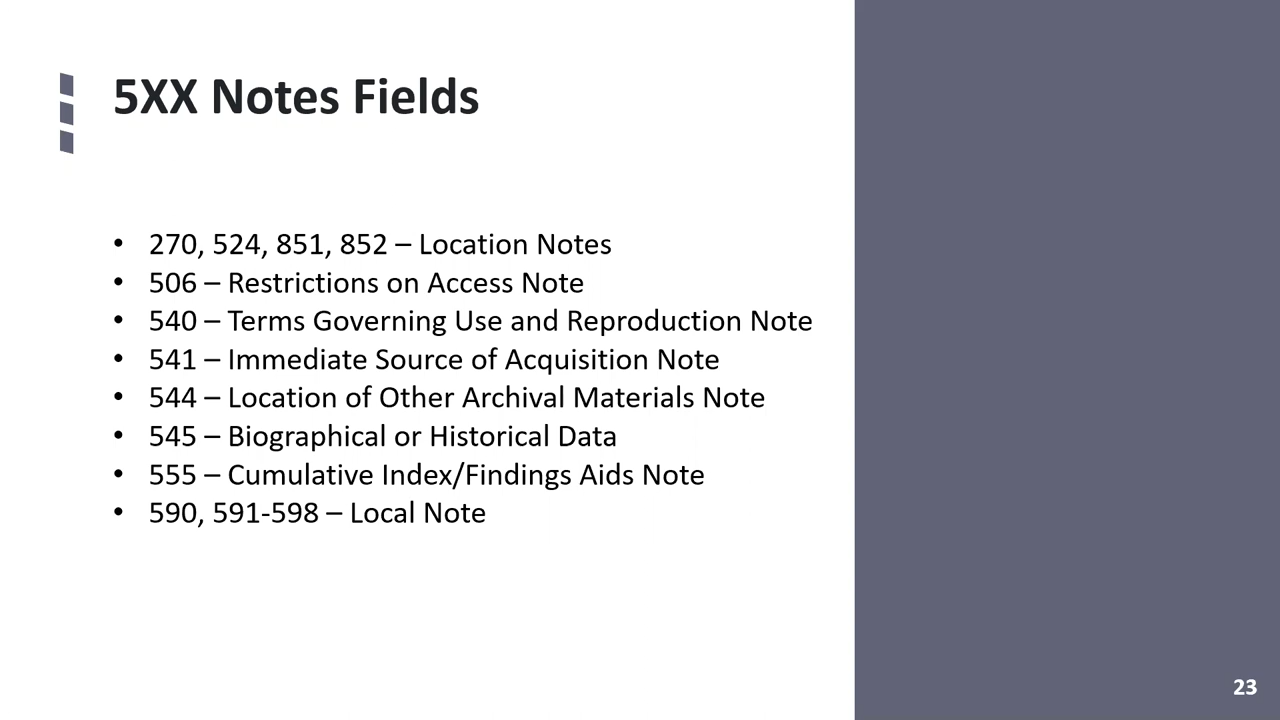 5XX Notes Fields
• 270, 524, 851, 852 – Location Notes
• 506 – Restrictions on Access Note
• 540 – Terms Governing Use and Reproduction Note
• 541 – Immediate Source of Acquisition Note
• 544 – Location of Other Archival Materials Note
• 545 – Biographical or Historical Data
• 555 – Cumulative Index/Findings Aids Note
• 590, 591-598 – Local Note
23